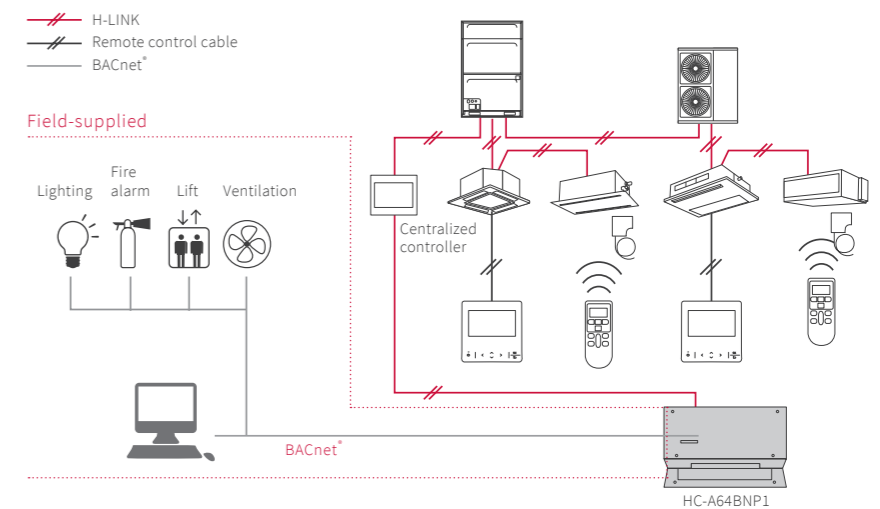 H-LINK
Remote control cable
BACnet®
Field-supplied
Lighting
Fire
alarm
Lift
Ventilation
Centralized
controller
BACnet®
HC-A64BNP1